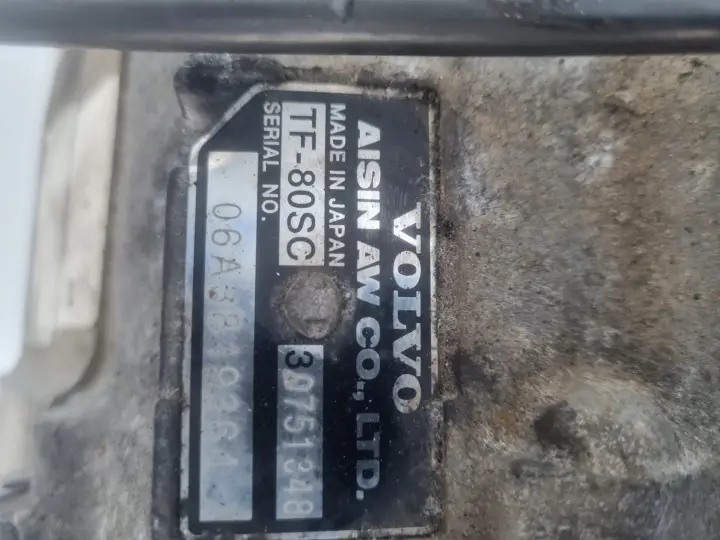 VOLVO
AISIN AW CO., LTD.
MADE IN JAPAN
TF-80SC 30751348
SERIAL NO.